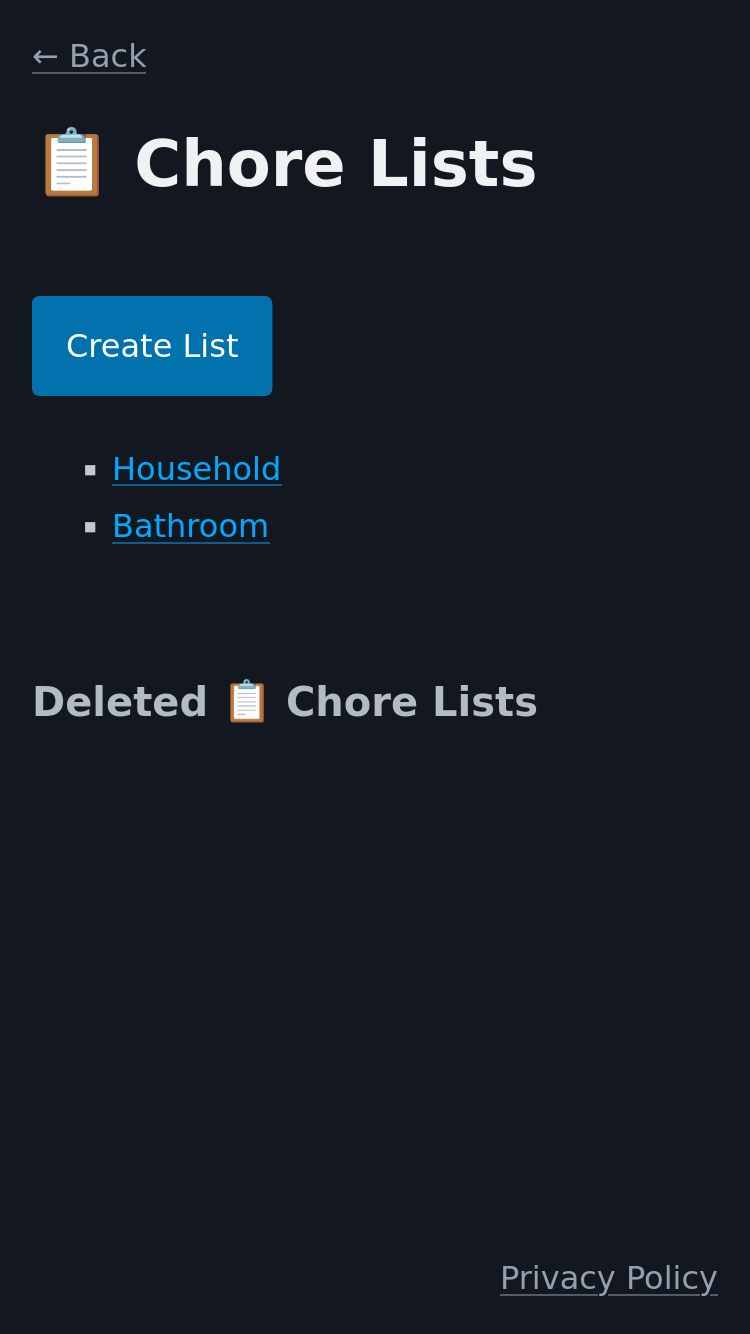 ← Back
📋 Chore Lists
Create List
▪ Household
▪ Bathroom
Deleted 📋 Chore Lists
Privacy Policy